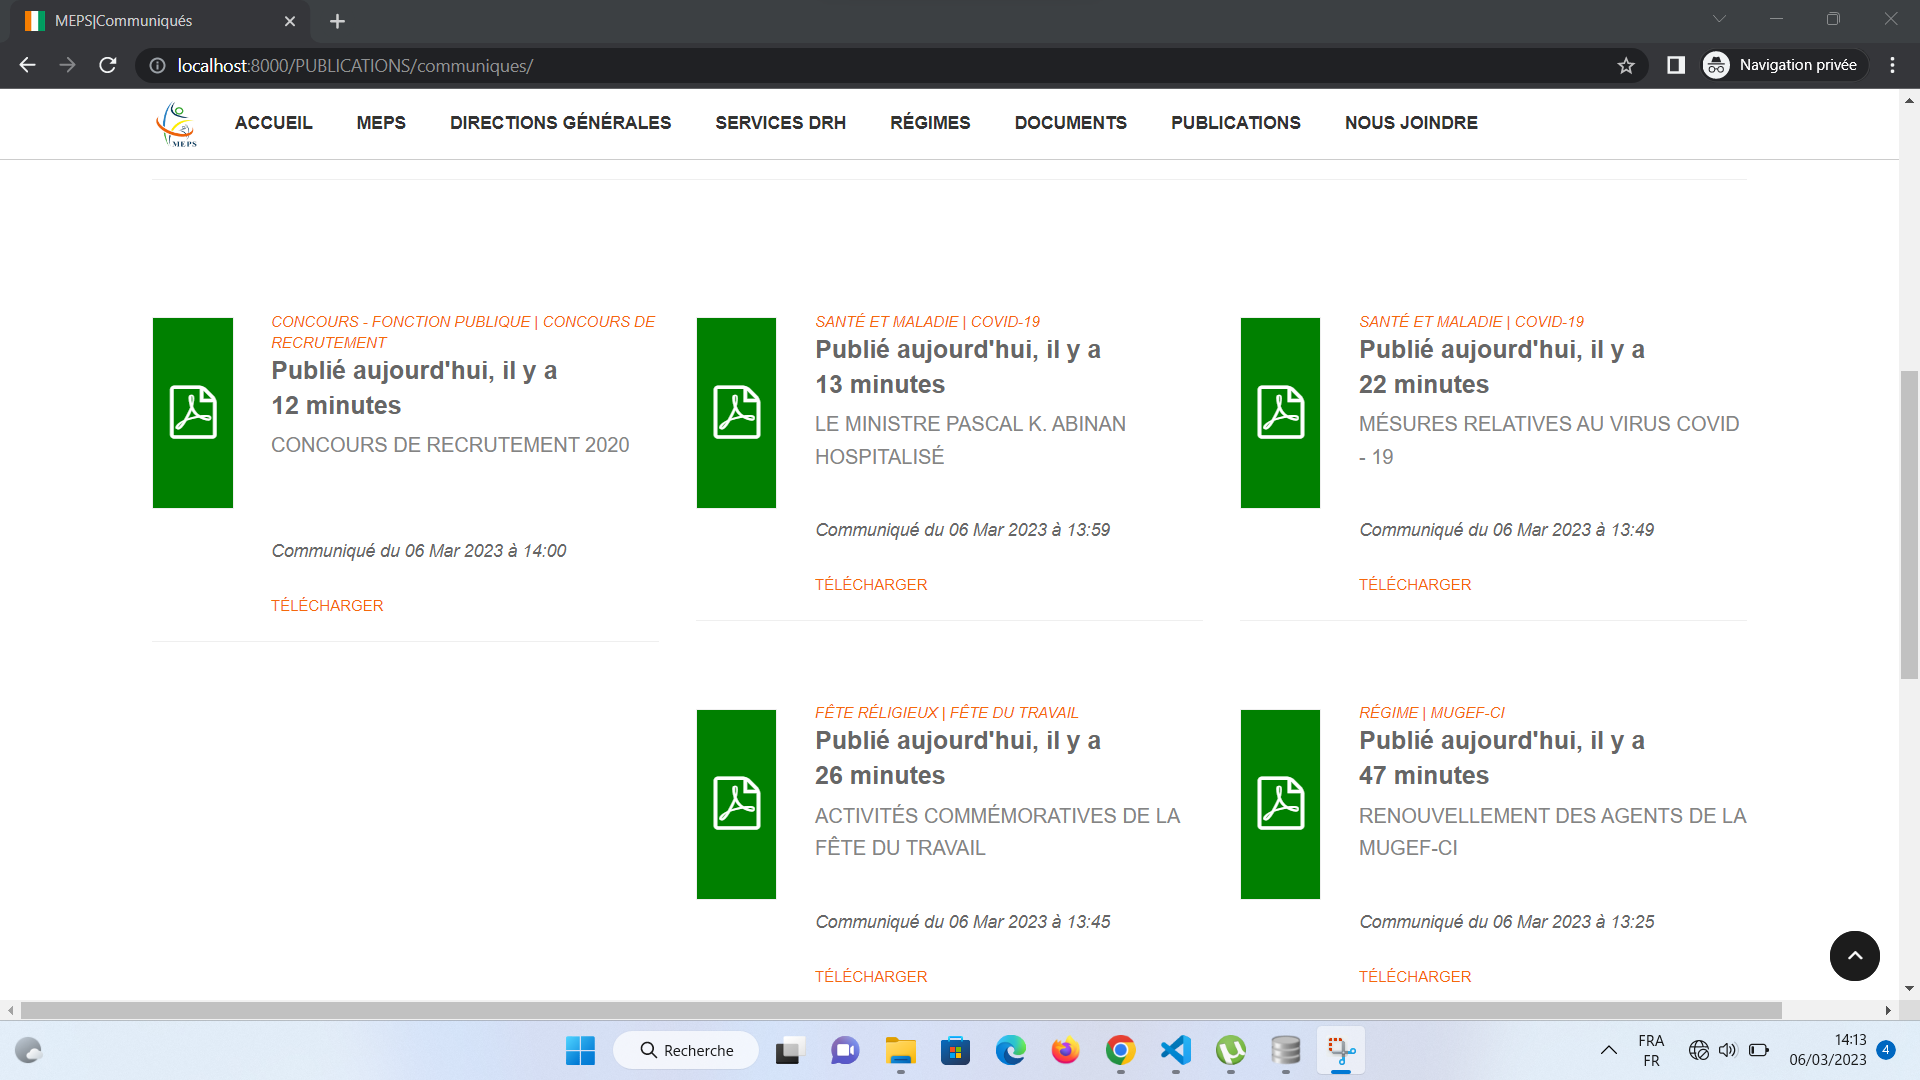 MEPS|Communiqués
localhost:8000/PUBLICATIONS/communiques/
Navigation privée
MEPS
ACCUEIL
MEPS
DIRECTIONS GÉNÉRALES
SERVICES DRH
RÉGIMES
DOCUMENTS
PUBLICATIONS
NOUS JOINDRE
CONCOURS - FONCTION PUBLIQUE | CONCOURS DE
RECRUTEMENT
Publié aujourd'hui, il y a
12 minutes
CONCOURS DE RECRUTEMENT 2020
Communiqué du 06 Mar 2023 à 14:00
TÉLÉCHARGER
SANTÉ ET MALADIE | COVID-19
Publié aujourd'hui, il y a
13 minutes
LE MINISTRE PASCAL K. ABINAN
HOSPITALISÉ
Communiqué du 06 Mar 2023 à 13:59
TÉLÉCHARGER
SANTÉ ET MALADIE | COVID-19
Publié aujourd'hui, il y a
22 minutes
MÉSURES RELATIVES AU VIRUS COVID
- 19
Communiqué du 06 Mar 2023 à 13:49
TÉLÉCHARGER
FÊTE RÉLIGIEUX | FÊTE DU TRAVAIL
Publié aujourd'hui, il y a
26 minutes
ACTIVITÉS COMMÉMORATIVES DE LA
FÊTE DU TRAVAIL
Communiqué du 06 Mar 2023 à 13:45
TÉLÉCHARGER
RÉGIME | MUGEF-CI
Publié aujourd'hui, il y a
47 minutes
RENOUVELLEMENT DES AGENTS DE LA
MUGEF-CI
Communiqué du 06 Mar 2023 à 13:25
TÉLÉCHARGER
Recherche
FRA
FR
14:13
06/03/2023
4